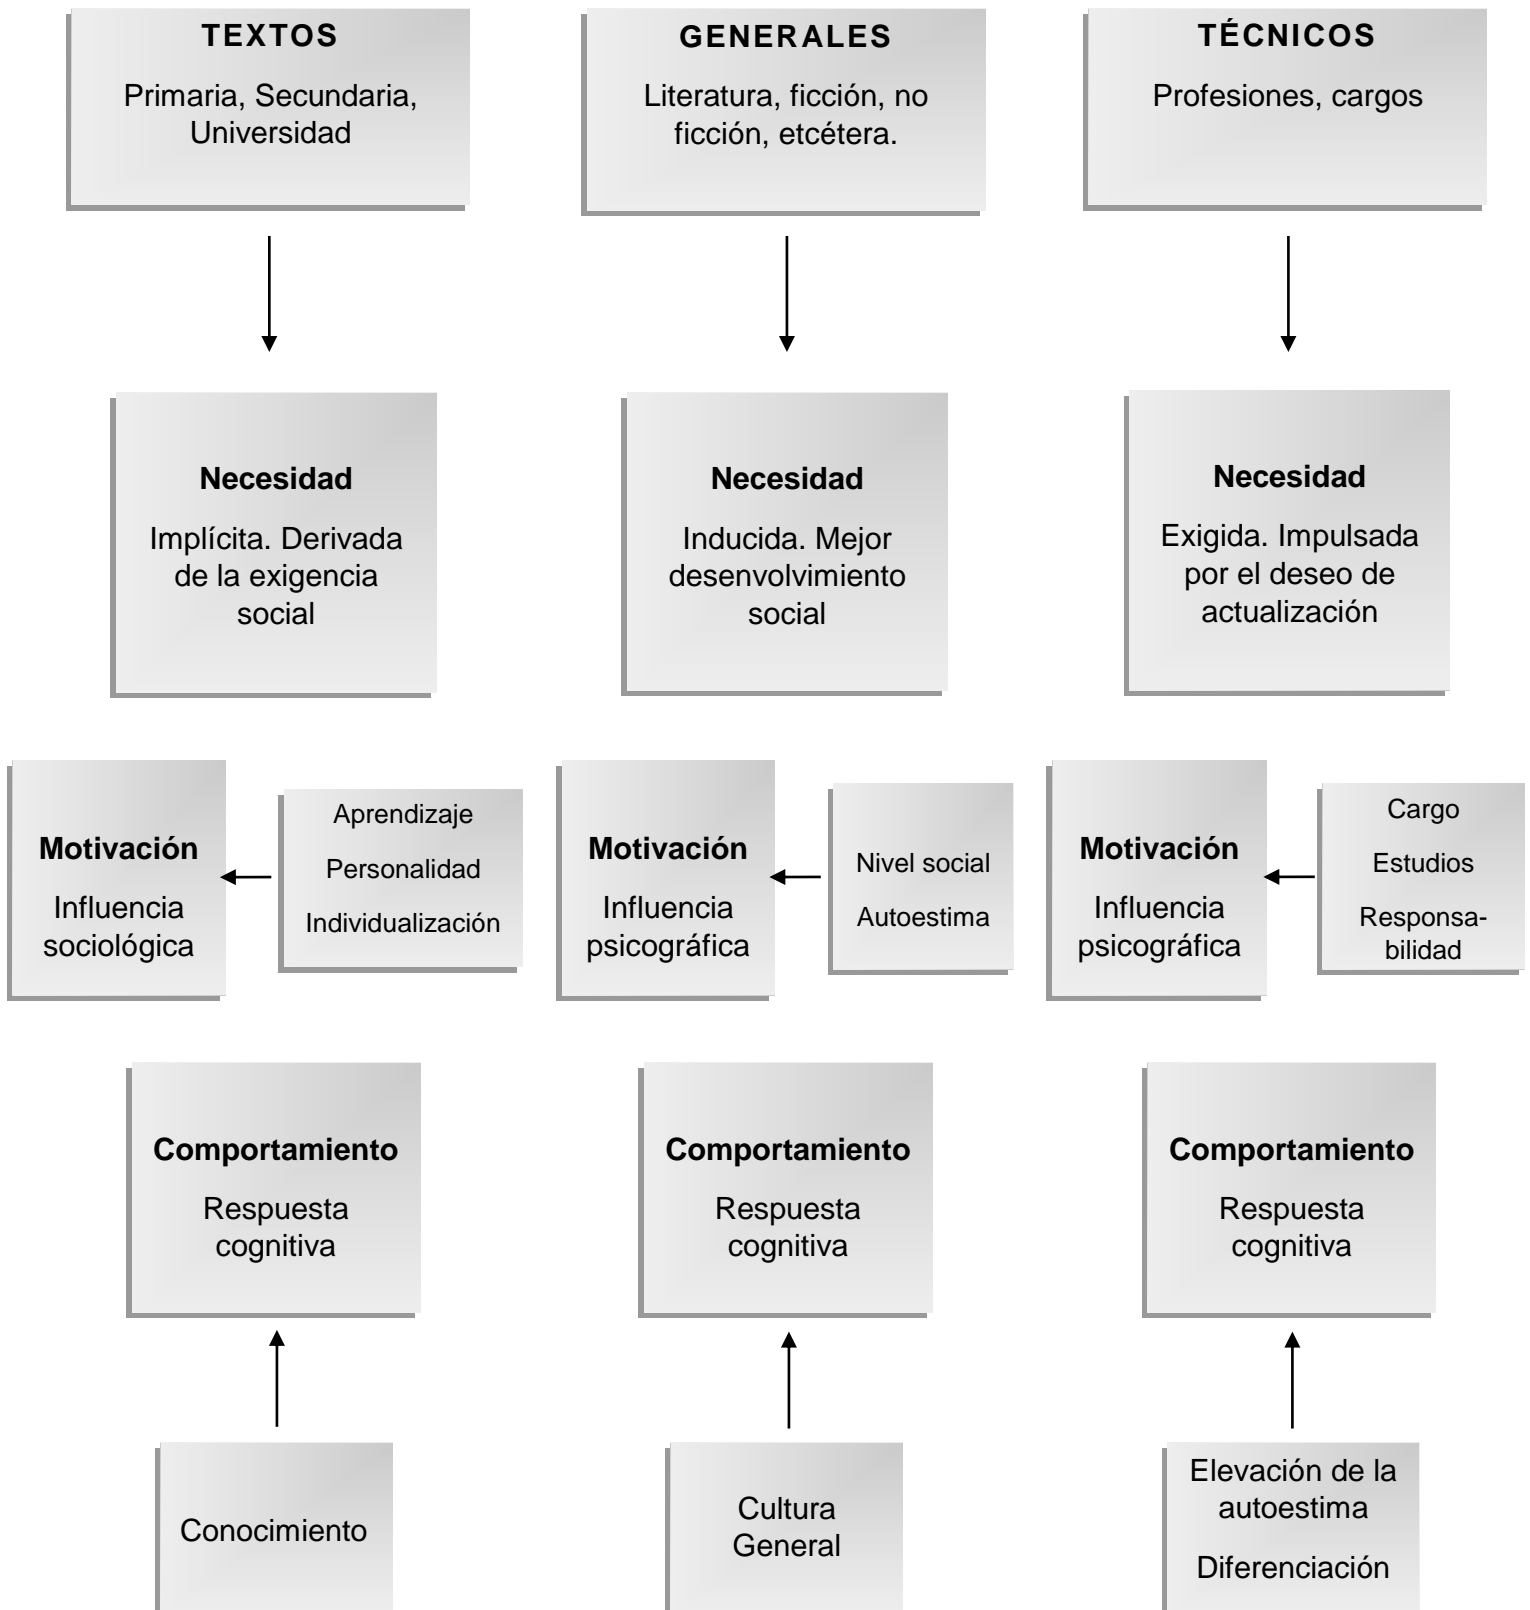 TEXTOS
Primaria, Secundaria,
Universidad
GENERALES
Literatura, ficción, no
ficción, etcétera.
TÉCNICOS
Profesiones, cargos
Necesidad
Implícita. Derivada
de la exigencia
social
Necesidad
Inducida. Mejor
desenvolvimiento
social
Necesidad
Exigida. Impulsada
por el deseo de
actualización
Motivación
Influencia
sociológica
Aprendizaje
Personalidad
Individualización
Motivación
Influencia
psicográfica
Nivel social
Autoestima
Motivación
Influencia
psicográfica
Cargo
Estudios
Responsa-
bilidad
Comportamiento
Respuesta
cognitiva
Comportamiento
Respuesta
cognitiva
Comportamiento
Respuesta
cognitiva
Conocimiento
Cultura
General
Elevación de la
autoestima
Diferenciación